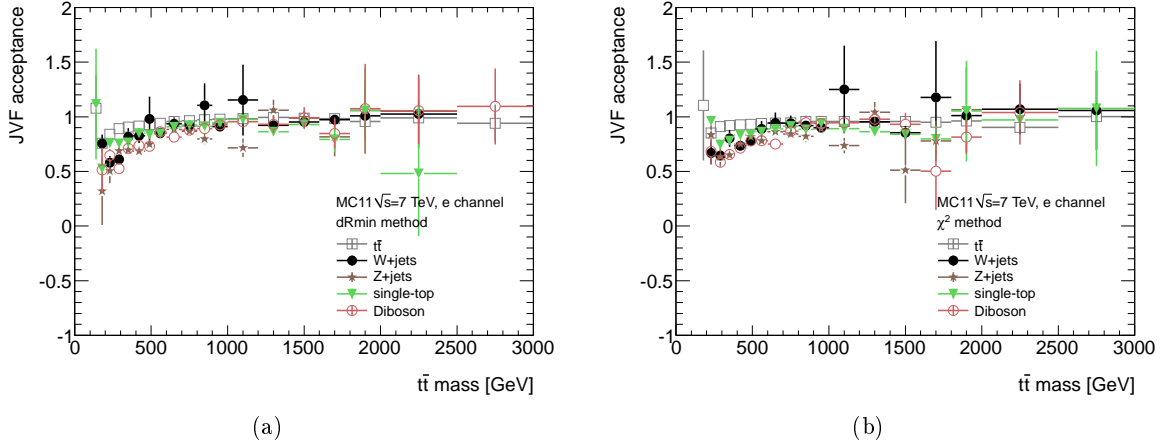 JVF acceptance
1.5
1
0.5
0
-0.5
-1
MC11 √s=7 TeV, e channel
dRmin method
tt̄
W+jets
Z+jets
single-top
Diboson
0 500 1000 1500 2000 2500 3000
tt̄ mass [GeV]
(a)
JVF acceptance
2
1.5
1
0.5
0
-0.5
-1
MC11 √s=7 TeV, e channel
χ² method
tt̄
W+jets
Z+jets
single-top
Diboson
0 500 1000 1500 2000 2500 3000
tt̄ mass [GeV]
(b)